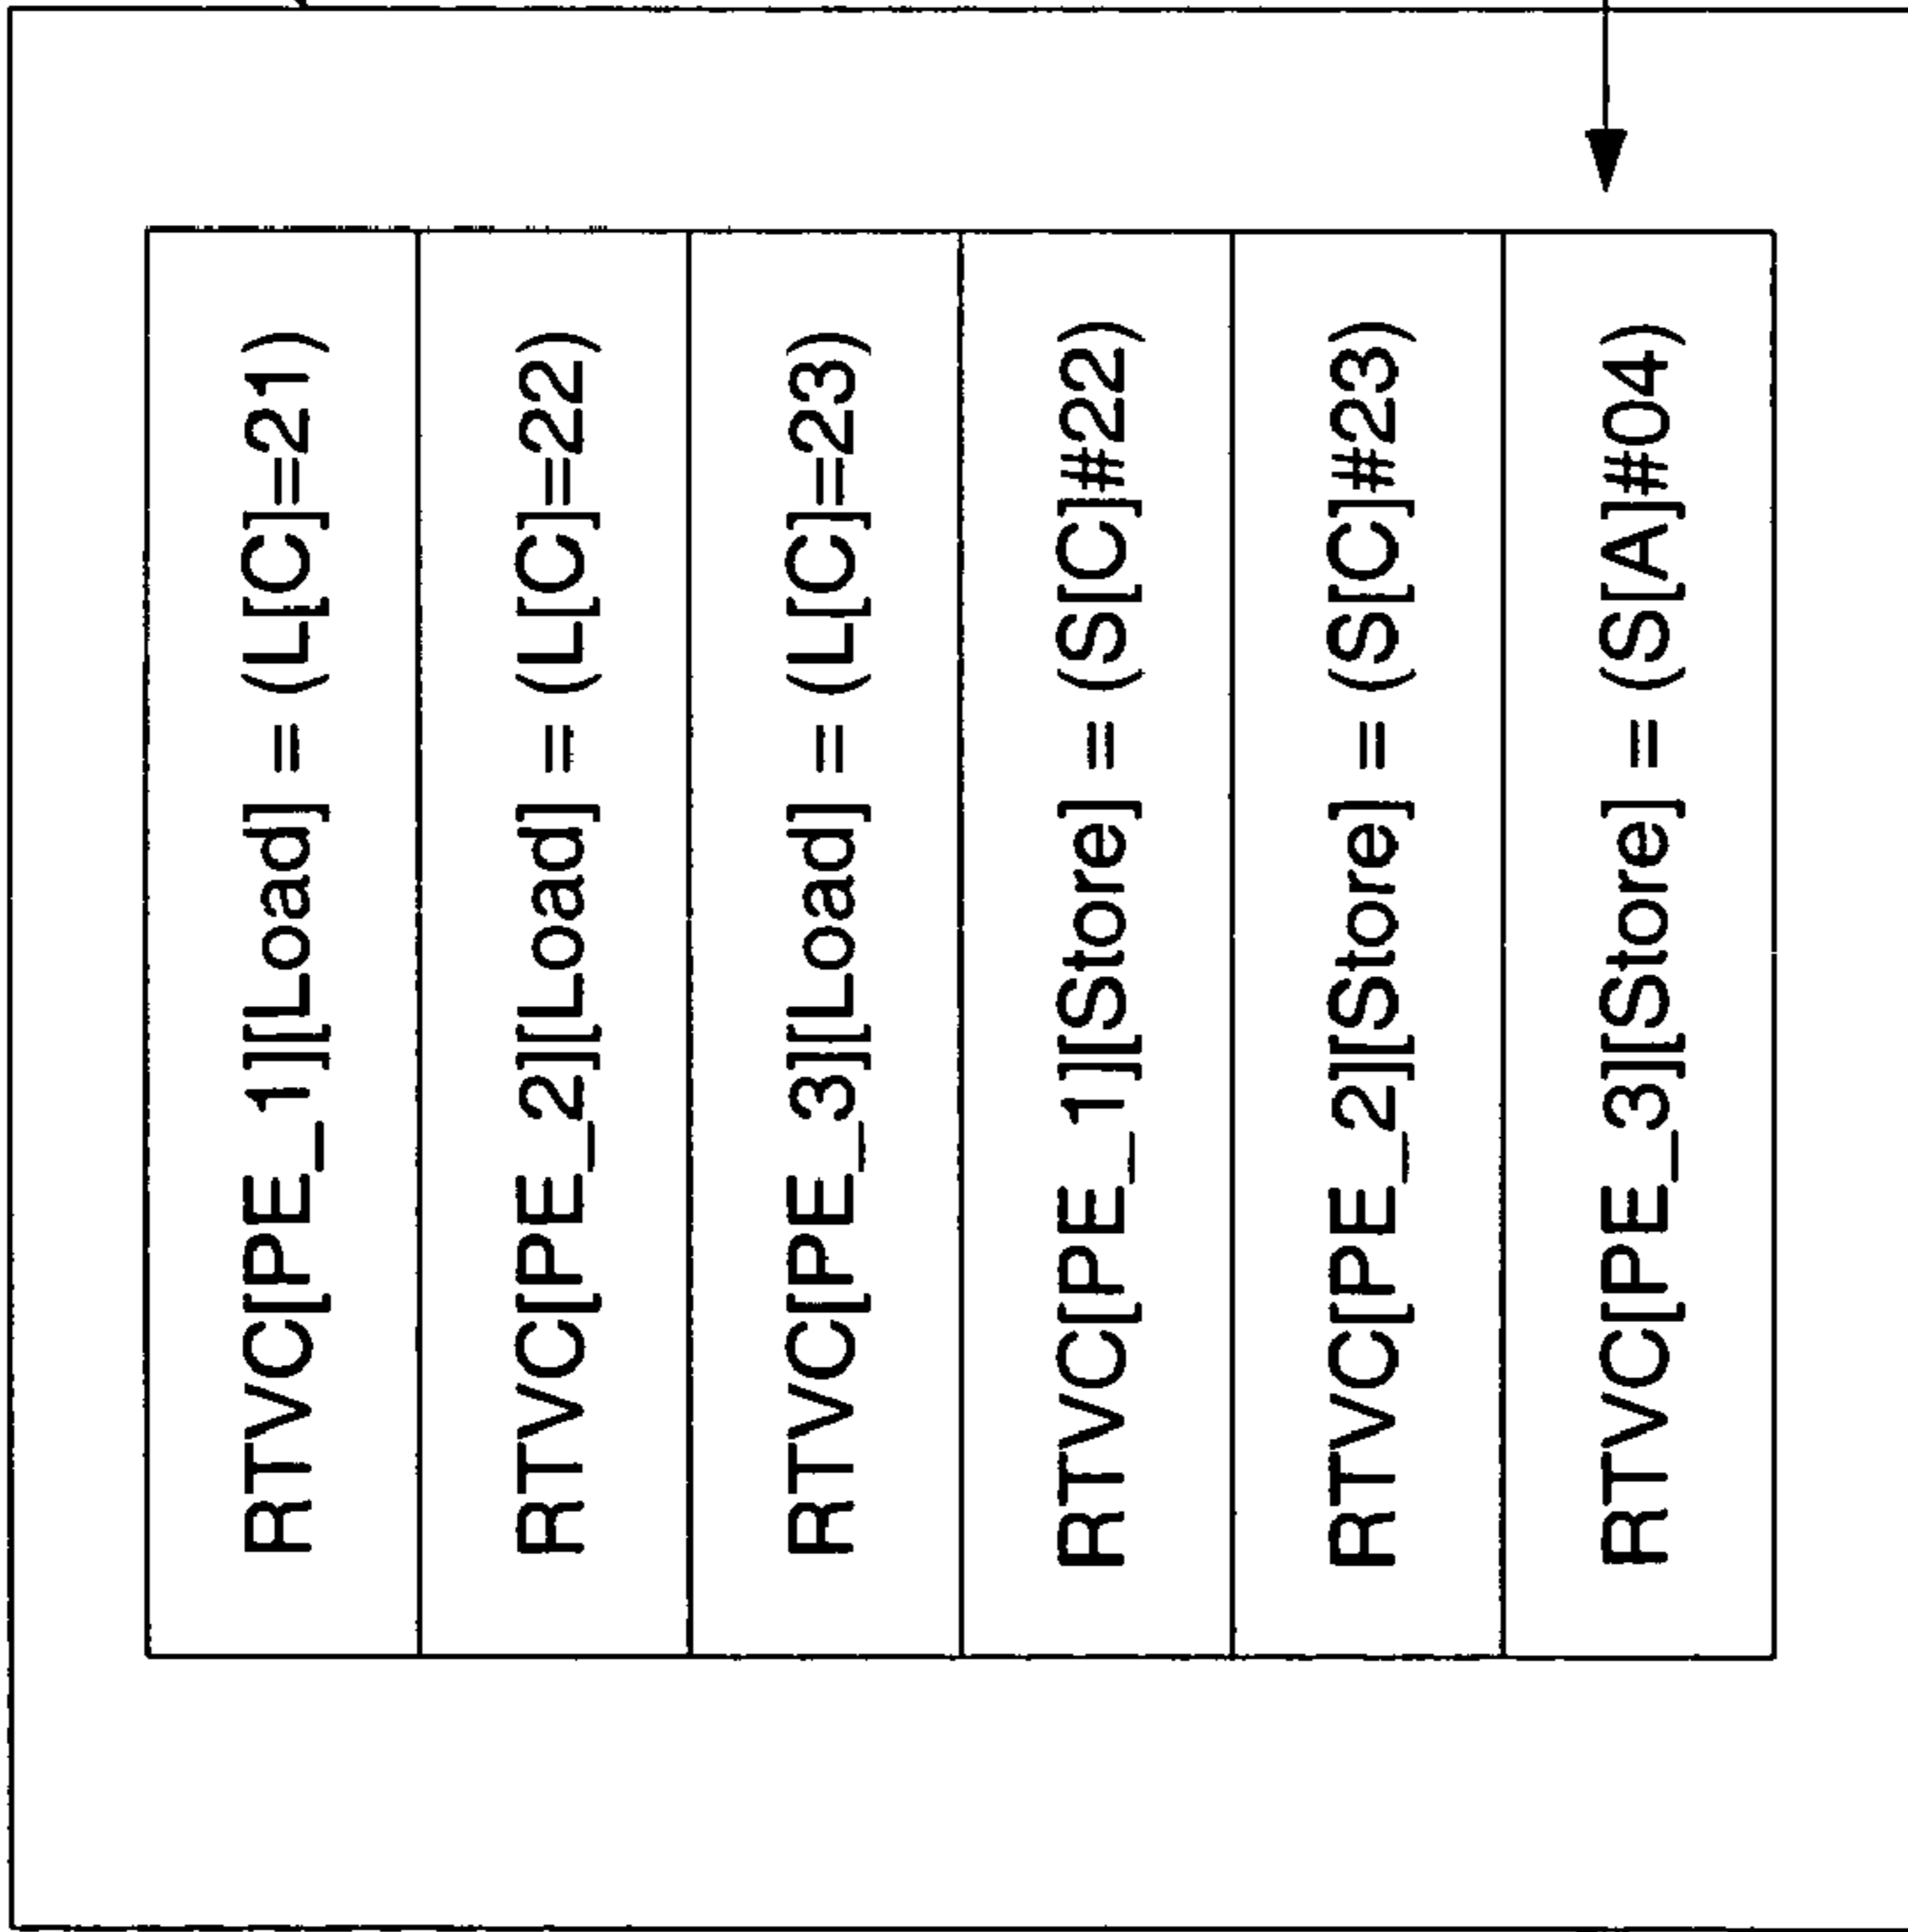 RTVC[PE_1][Load] = (L[C]=21)
RTVC[PE_2][Load] = (L[C]=22)
RTVC[PE_3][Load] = (L[C]=23)
RTVC[PE_1][Store] = (S[C]#22)
RTVC[PE_2][Store] = (S[C]#23)
RTVC[PE_3][Store] = (S[A]#04)